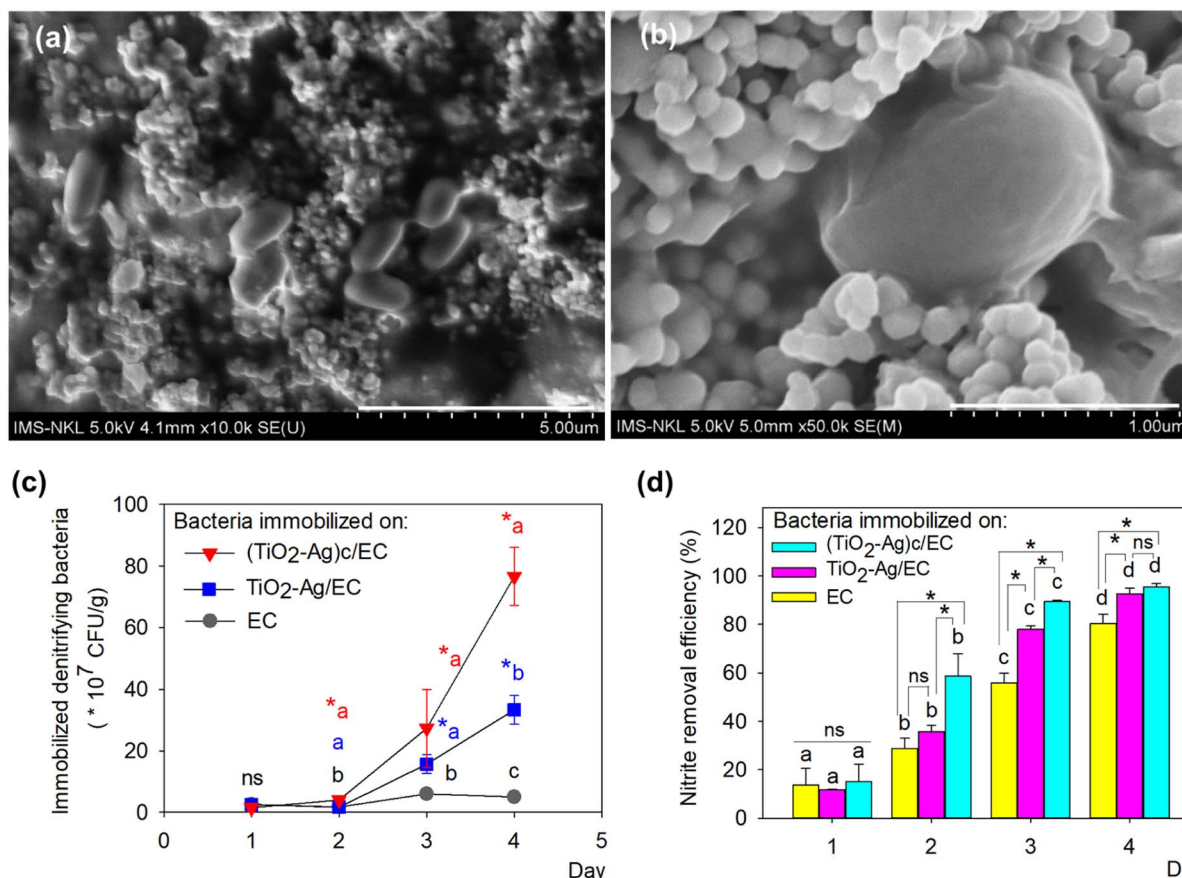 (a)
IMS-NKL 5.0kV 4.1mm x10.0k SE(U)
5.00um
(b)
IMS-NKL 5.0kV 5.0mm x50.0k SE(M)
1.00um
(c)
Immobilized denitrifying bacteria
( * 10⁷ CFU/g)
100
80
60
40
20
0
Bacteria immobilized on:
(TiO₂-Ag)c/EC
TiO₂-Ag/EC
EC
*a
*b
*a
*a
*a
a
ns
b
b
c
0
1
2
3
4
5
Day
(d)
Nitrite removal efficiency (%)
120
100
80
60
40
20
0
Bacteria immobilized on:
(TiO₂-Ag)c/EC
TiO₂-Ag/EC
EC
ns
a
a
a
*
ns
*
b
b
b
*
*
*
c
c
c
*
*
ns
d
d
d
1
2
3
4
D